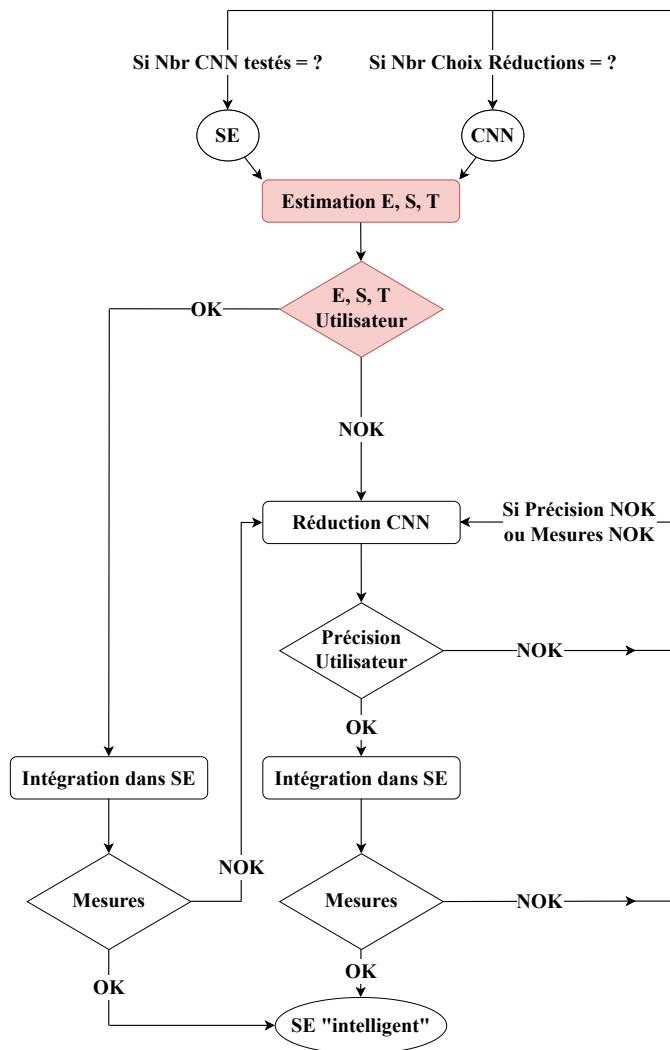 Si Nbr CNN testés = ?
Si Nbr Choix Réductions = ?
SE
CNN
Estimation E, S, T
E, S, T
Utilisateur
OK
NOK
Réduction CNN
Si Précision NOK
ou Mesures NOK
Précision
Utilisateur
NOK
OK
Intégration dans SE
Intégration dans SE
NOK
Mesures
Mesures
NOK
OK
OK
SE "intelligent"